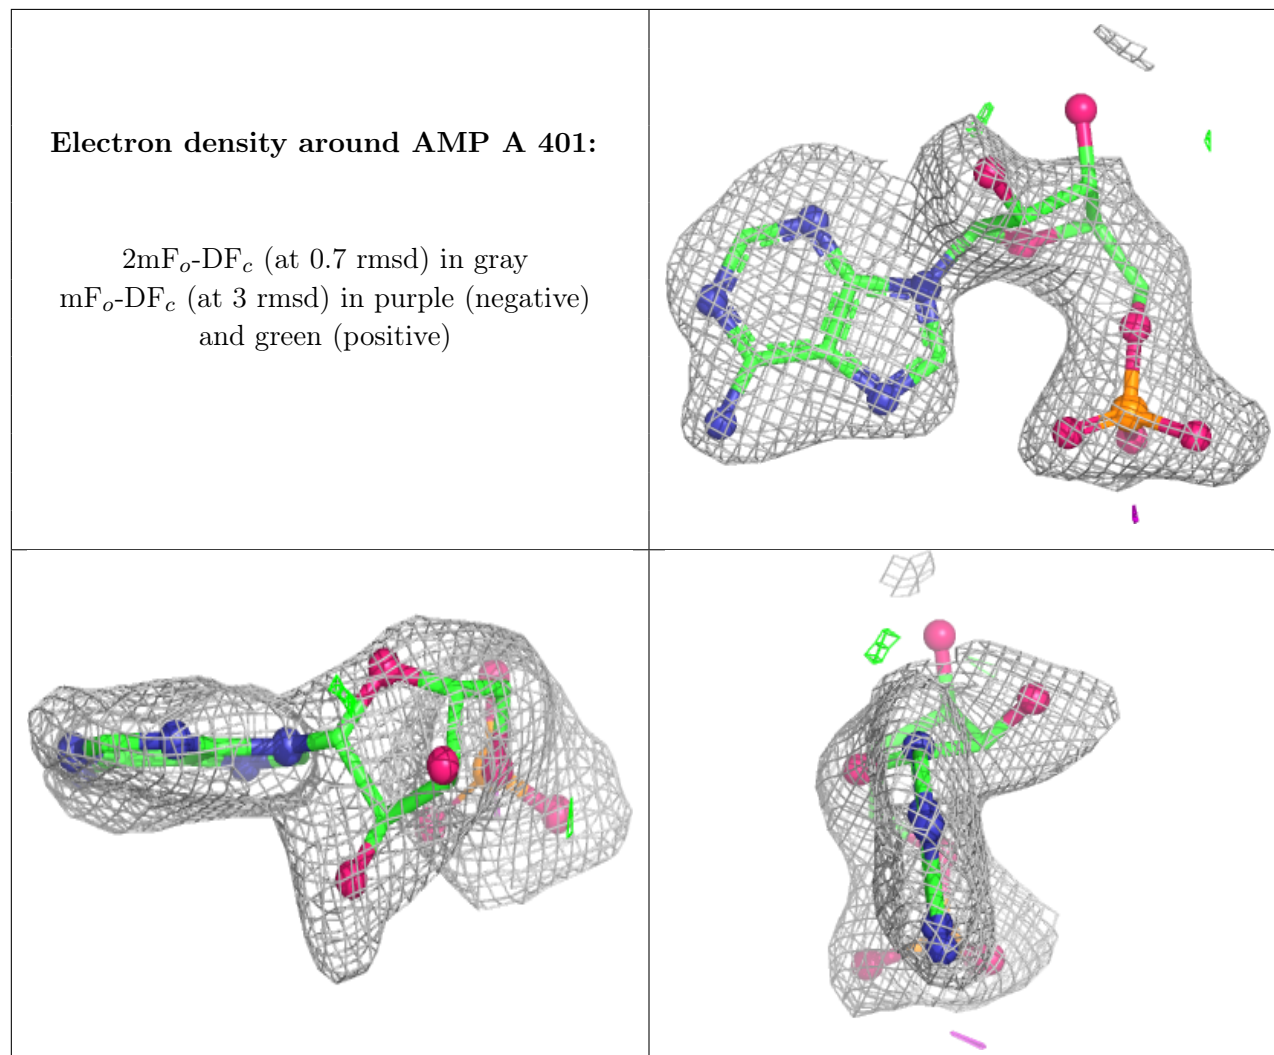 Electron density around AMP A 401:
2mFo-DFc (at 0.7 rmsd) in gray
mFo-DFc (at 3 rmsd) in purple (negative)
and green (positive)